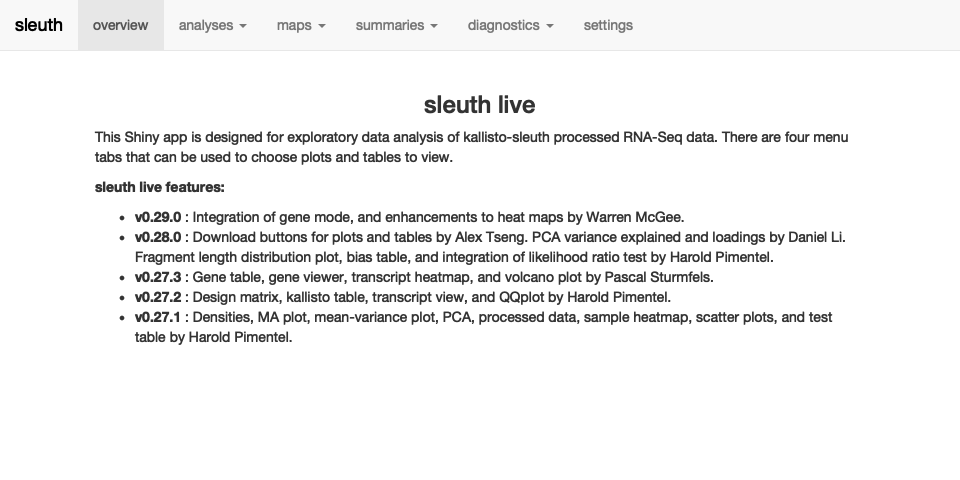 sleuth overview analyses maps summaries diagnostics settings
sleuth live
This Shiny app is designed for exploratory data analysis of kallisto-sleuth processed RNA-Seq data. There are four menu
tabs that can be used to choose plots and tables to view.
sleuth live features:
• v0.29.0 : Integration of gene mode, and enhancements to heat maps by Warren McGee.
• v0.28.0 : Download buttons for plots and tables by Alex Tseng. PCA variance explained and loadings by Daniel Li.
Fragment length distribution plot, bias table, and integration of likelihood ratio test by Harold Pimentel.
• v0.27.3 : Gene table, gene viewer, transcript heatmap, and volcano plot by Pascal Sturmfels.
• v0.27.2 : Design matrix, kallisto table, transcript view, and QQplot by Harold Pimentel.
• v0.27.1 : Densities, MA plot, mean-variance plot, PCA, processed data, sample heatmap, scatter plots, and test
table by Harold Pimentel.